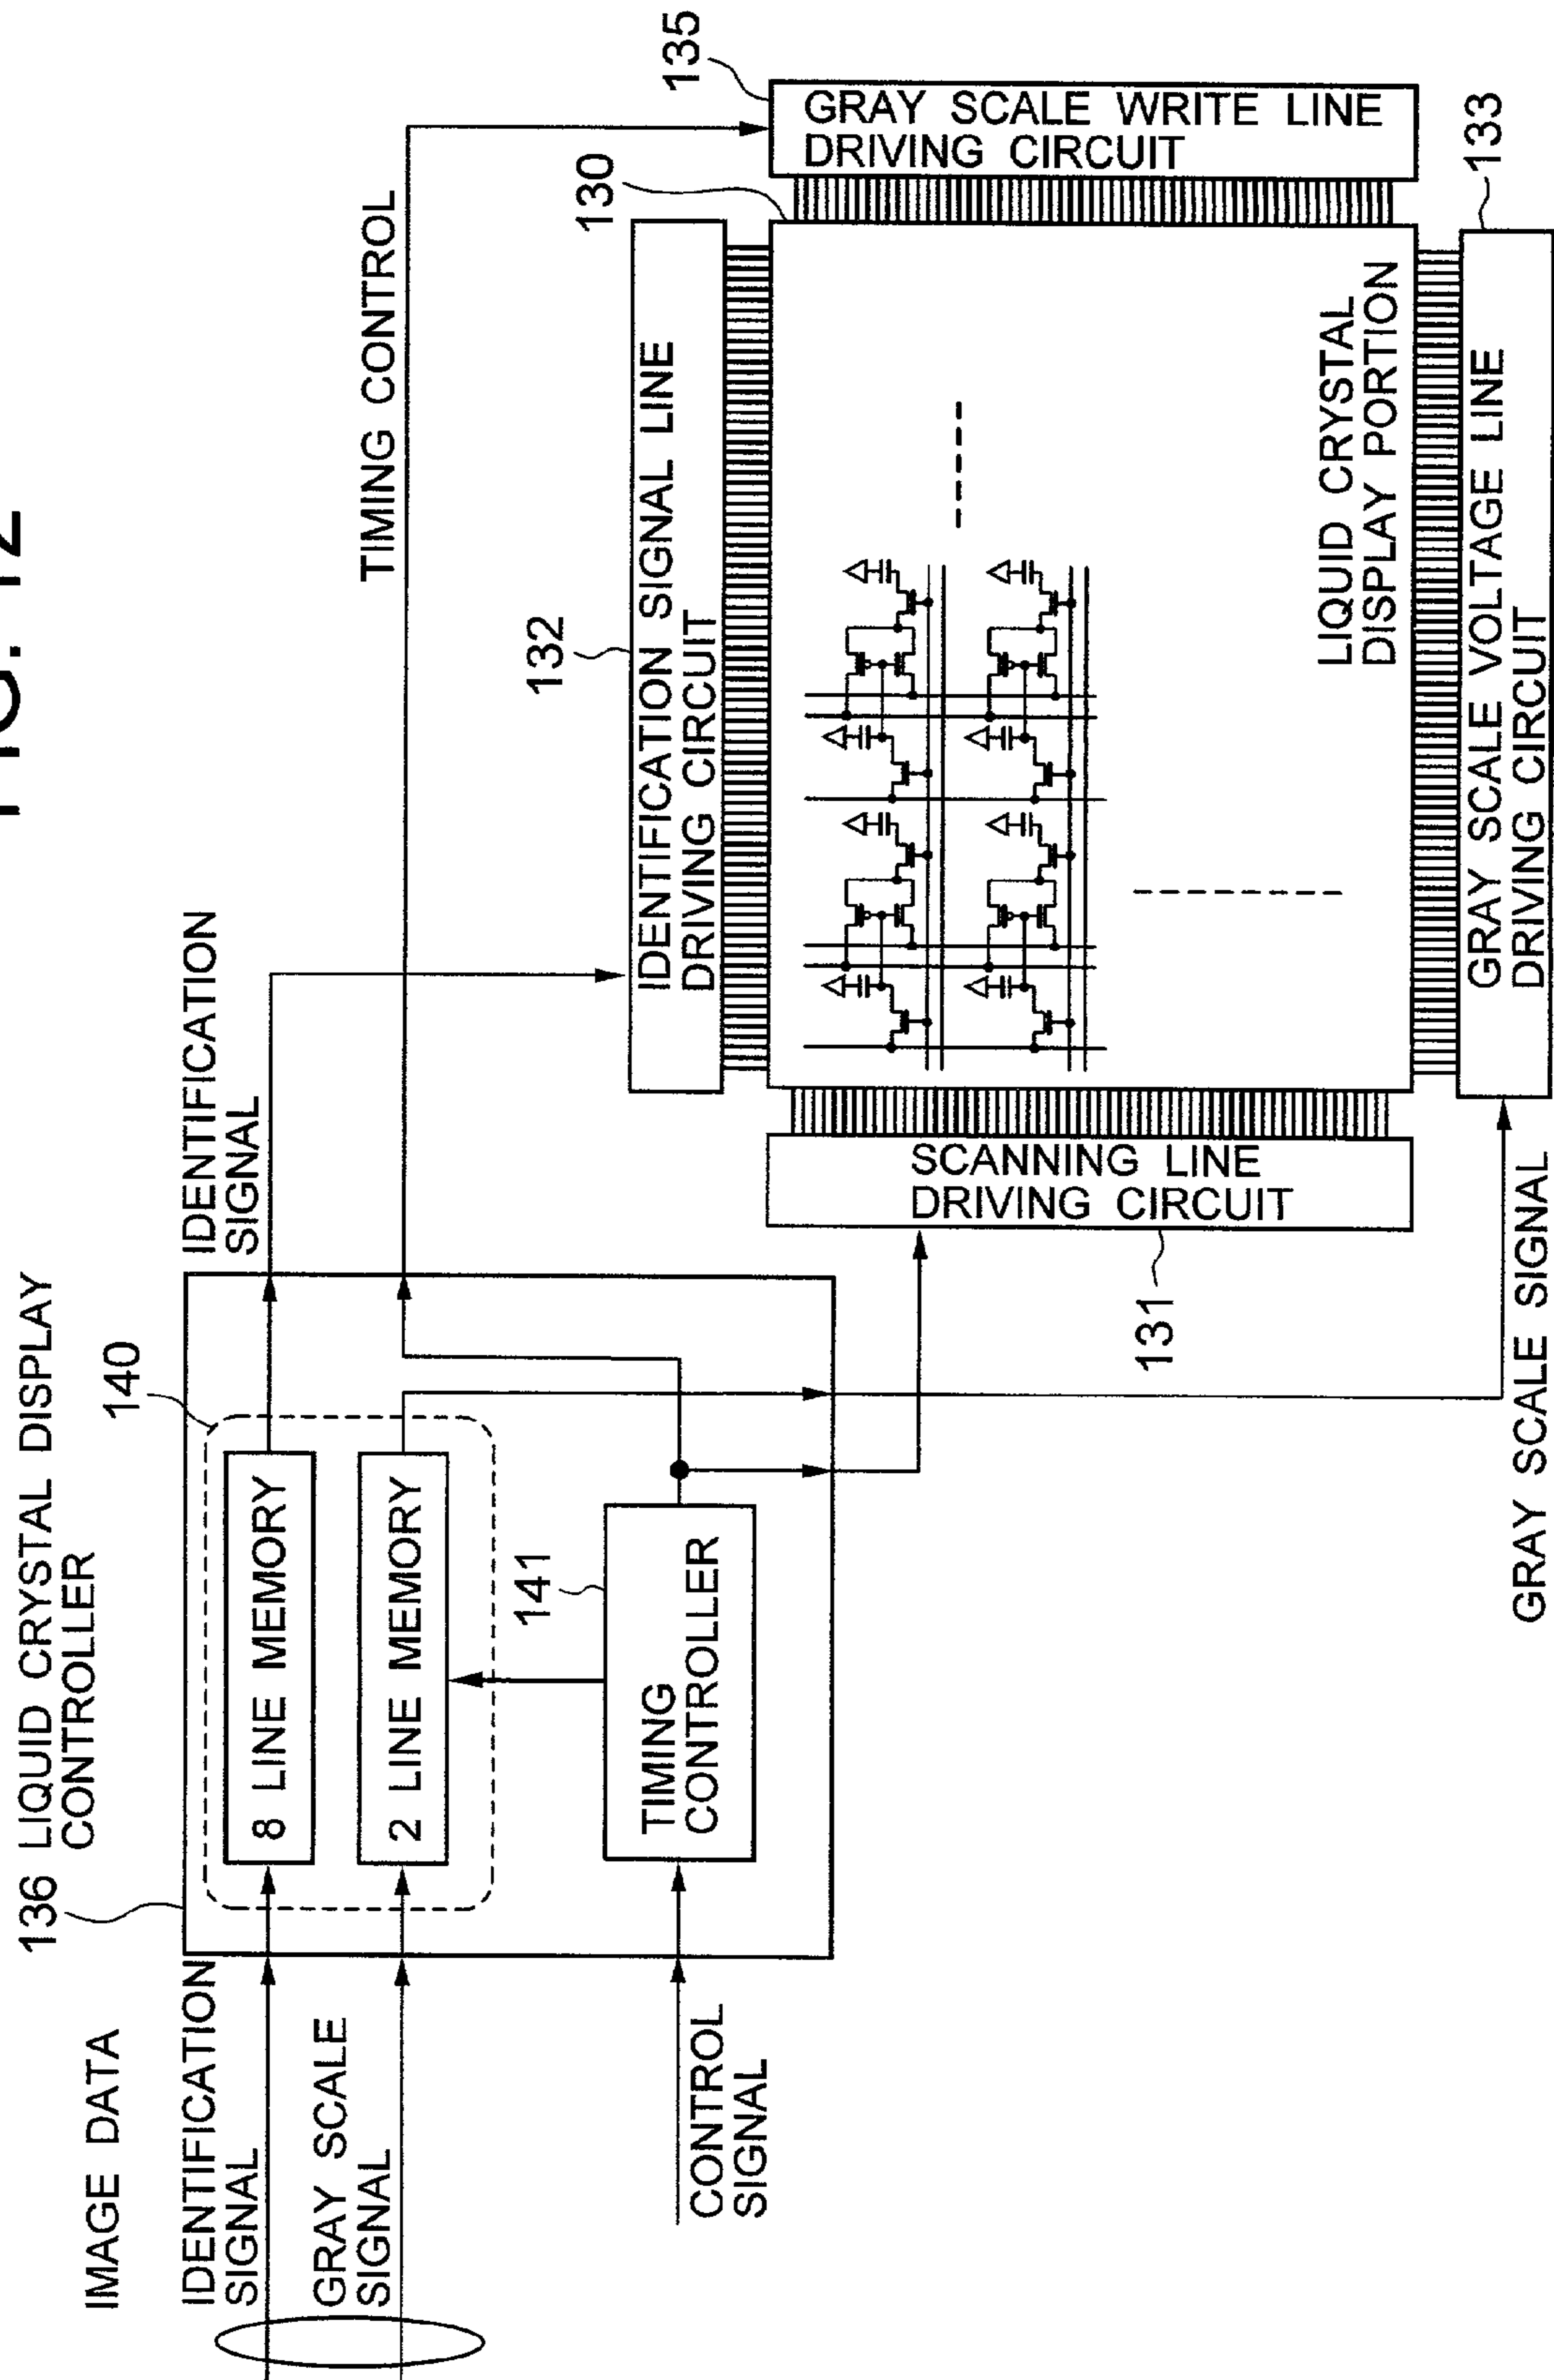 FIG. 12
136 LIQUID CRYSTAL DISPLAY
CONTROLLER
IMAGE DATA
IDENTIFICATION
SIGNAL
GRAY SCALE
SIGNAL
CONTROL
SIGNAL
140
8 LINE MEMORY
2 LINE MEMORY
141
TIMING
CONTROLLER
IDENTIFICATION
SIGNAL
TIMING CONTROL
132
IDENTIFICATION SIGNAL LINE
DRIVING CIRCUIT
130
135
GRAY SCALE WRITE LINE
DRIVING CIRCUIT
SCANNING LINE
DRIVING CIRCUIT
131
LIQUID CRYSTAL
DISPLAY PORTION
GRAY SCALE VOLTAGE LINE
DRIVING CIRCUIT
133
GRAY SCALE SIGNAL